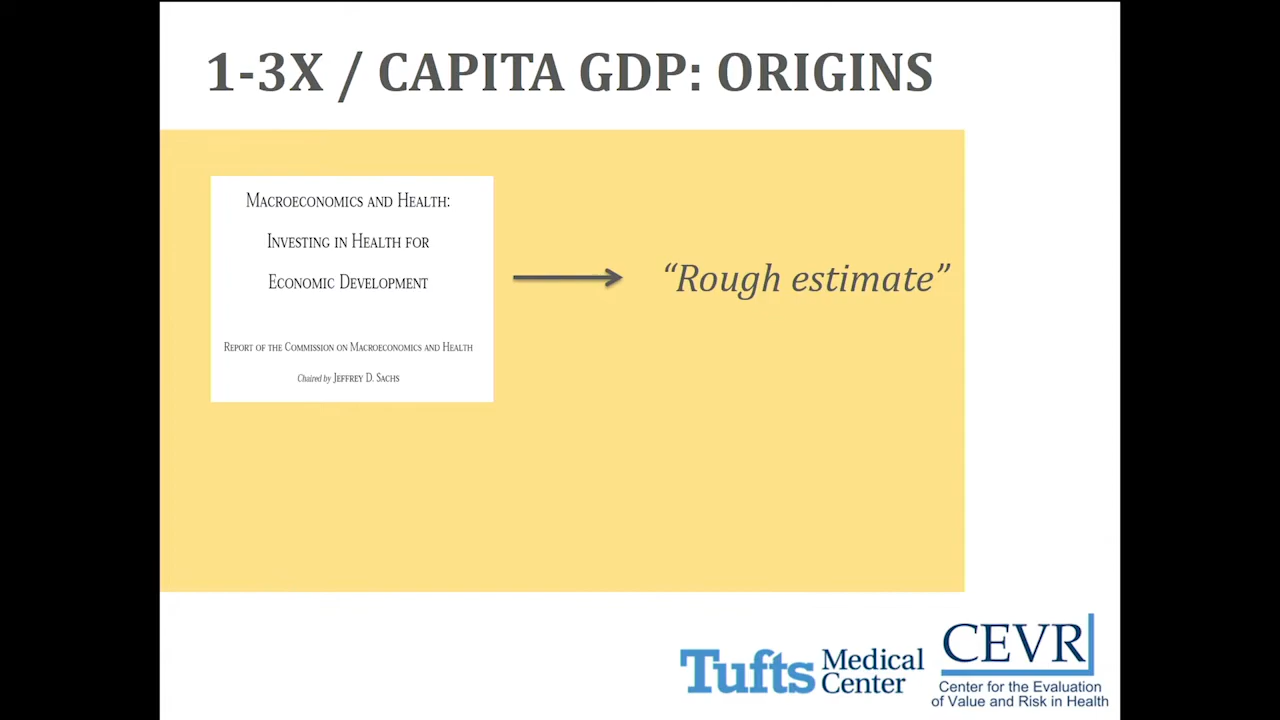 1-3X / CAPITA GDP: ORIGINS
MACROECONOMICS AND HEALTH:
INVESTING IN HEALTH FOR
ECONOMIC DEVELOPMENT
REPORT OF THE COMMISSION ON MACROECONOMICS AND HEALTH
Chaired by JEFFREY D. SACHS
“Rough estimate”
Tufts Medical Center
CEVR
Center for the Evaluation
of Value and Risk in Health